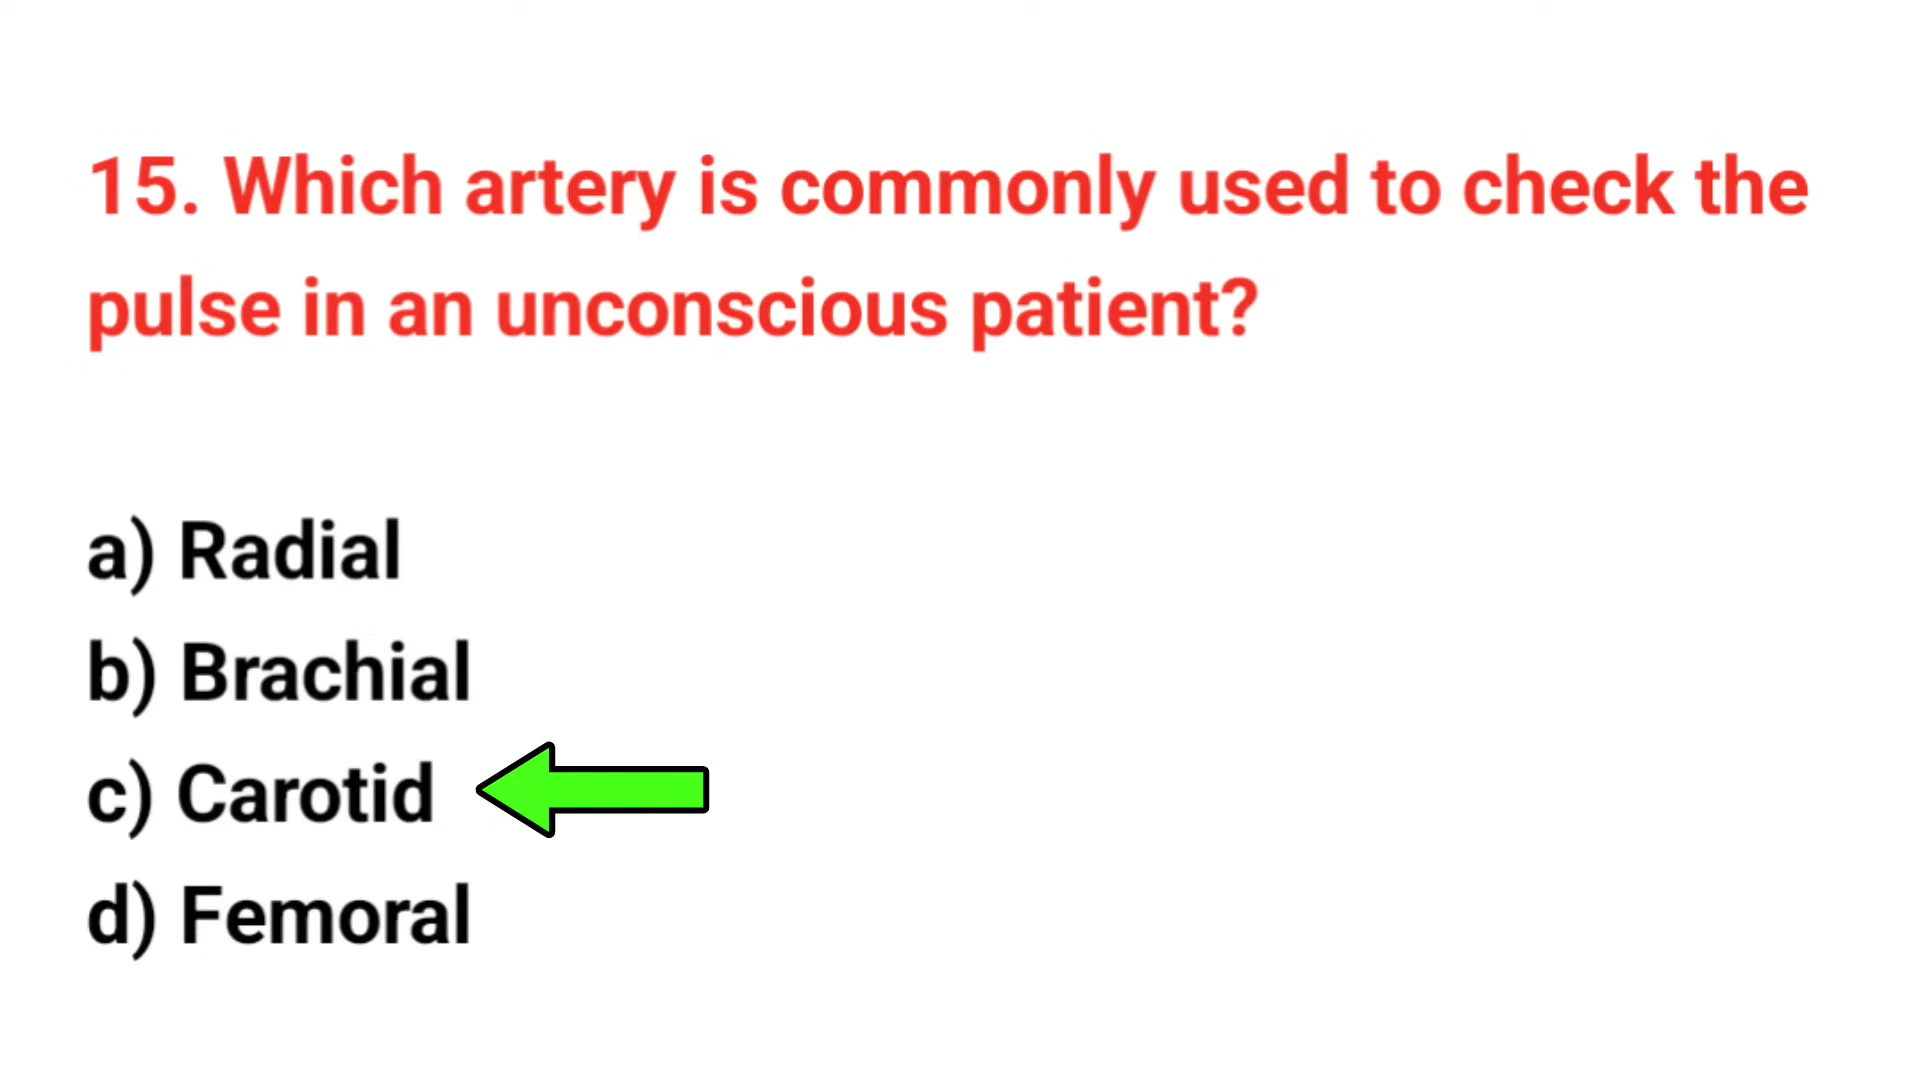 15. Which artery is commonly used to check the
pulse in an unconscious patient?
a) Radial
b) Brachial
c) Carotid
d) Femoral